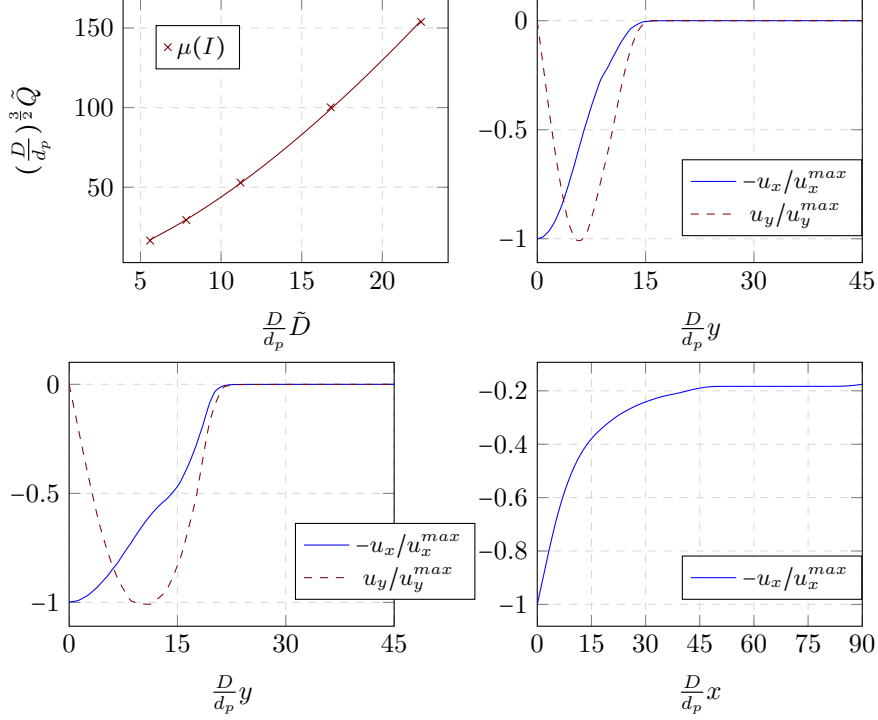 150
100
50
5 10 15 20
μ(I)
(D/d_p)^{3/2} Q̃
D/d_p D̃
0
−0.5
−1
0 15 30 45
−u_x/u_x^{max}
u_y/u_y^{max}
D/d_p y
0
−0.5
−1
0 15 30 45
−u_x/u_x^{max}
u_y/u_y^{max}
D/d_p y
−0.2
−0.4
−0.6
−0.8
−1
0 15 30 45 60 75 90
−u_x/u_x^{max}
D/d_p x